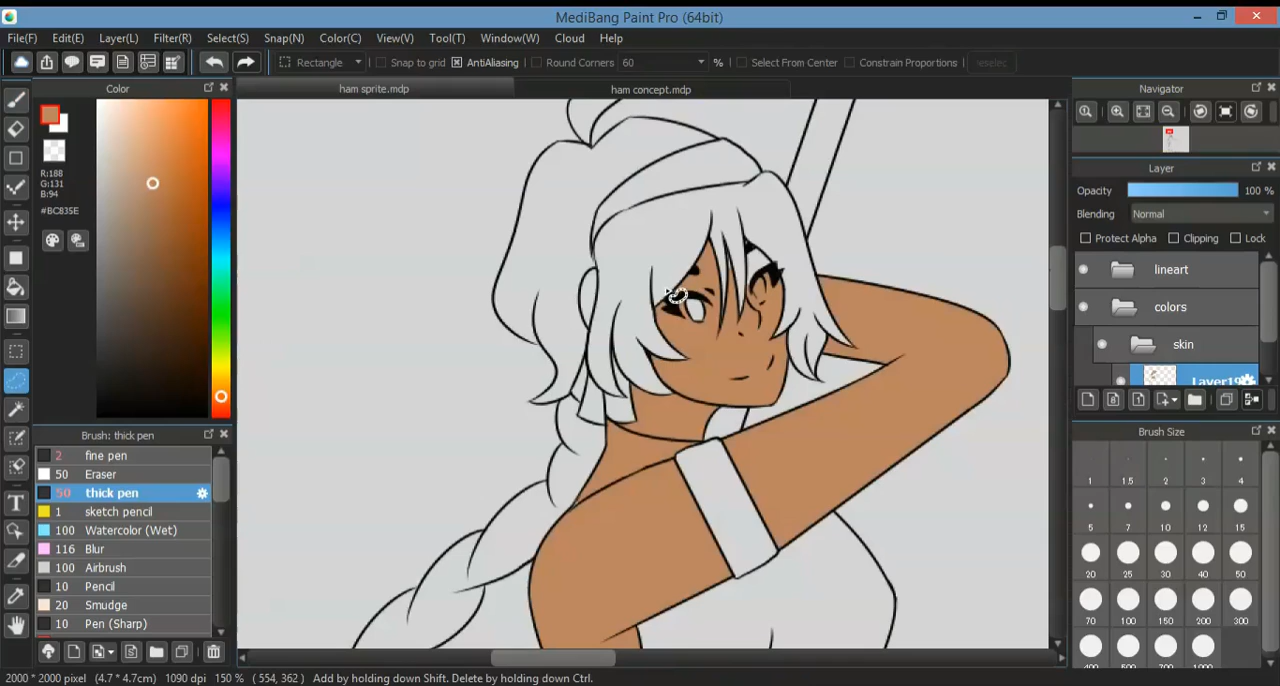 MediBang Paint Pro (64bit)
File(F) Edit(E) Layer(L) Filter(R) Select(S) Snap(N) Color(C) View(V) Tool(T) Window(W) Cloud Help
Rectangle Snap to grid AntiAliasing Round Corners 60 % Select From Center Constrain Proportions reselec
Color
ham sprite.mdp
ham concept.mdp
Navigator
R:188
G:131
B:94
#BC835E
Layer
Opacity 100 %
Blending Normal
Protect Alpha Clipping Lock
lineart
colors
skin
Layer19
Brush: thick pen
2 fine pen
50 Eraser
50 thick pen
1 sketch pencil
100 Watercolor (Wet)
116 Blur
100 Airbrush
10 Pencil
20 Smudge
10 Pen (Sharp)
Brush Size
1 1.5 2 3 4
5 7 10 12 15
20 25 30 40 50
70 100 150 200 300
400 500 700 1000
2000 * 2000 pixel (4.7 * 4.7cm) 1090 dpi 150 % ( 554, 362 ) Add by holding down Shift. Delete by holding down Ctrl.